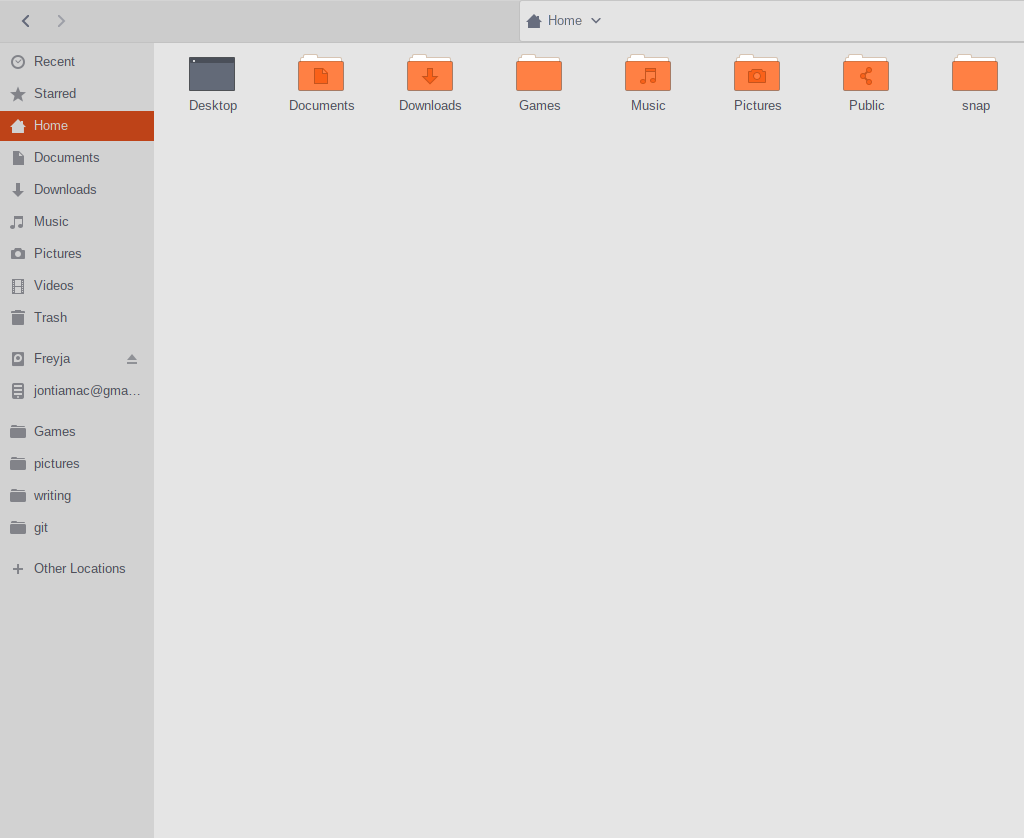 Home
Recent
Starred
Home
Documents
Downloads
Music
Pictures
Videos
Trash
Freyja
jontiamac@gma…
Games
pictures
writing
git
Other Locations
Desktop
Documents
Downloads
Games
Music
Pictures
Public
snap